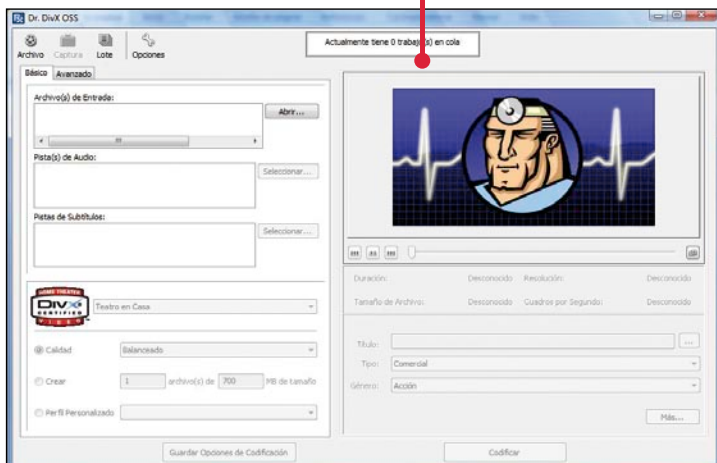 Dr. DivX OSS
Archivo Captura Lote Opciones
Actualmente tiene 0 trabajo(s) en cola
Básico Avanzado
Archivo(s) de Entrada:
Abrir...
Pista(s) de Audio:
Seleccionar...
Pistas de Subtítulos:
Seleccionar...
HOME THEATER
DIVX
CERTIFIED
VIDEO
Teatro en Casa
Calidad Balanceado
Crear 1 archivo(s) de 700 MB de tamaño
Perfil Personalizado
Guardar Opciones de Codificación
Duración: Desconocido Resolución: Desconocido
Tamaño de Archivo: Desconocido Cuadros por Segundo: Desconocido
Título: ...
Tipo: Comercial
Género: Acción
Más...
Codificar